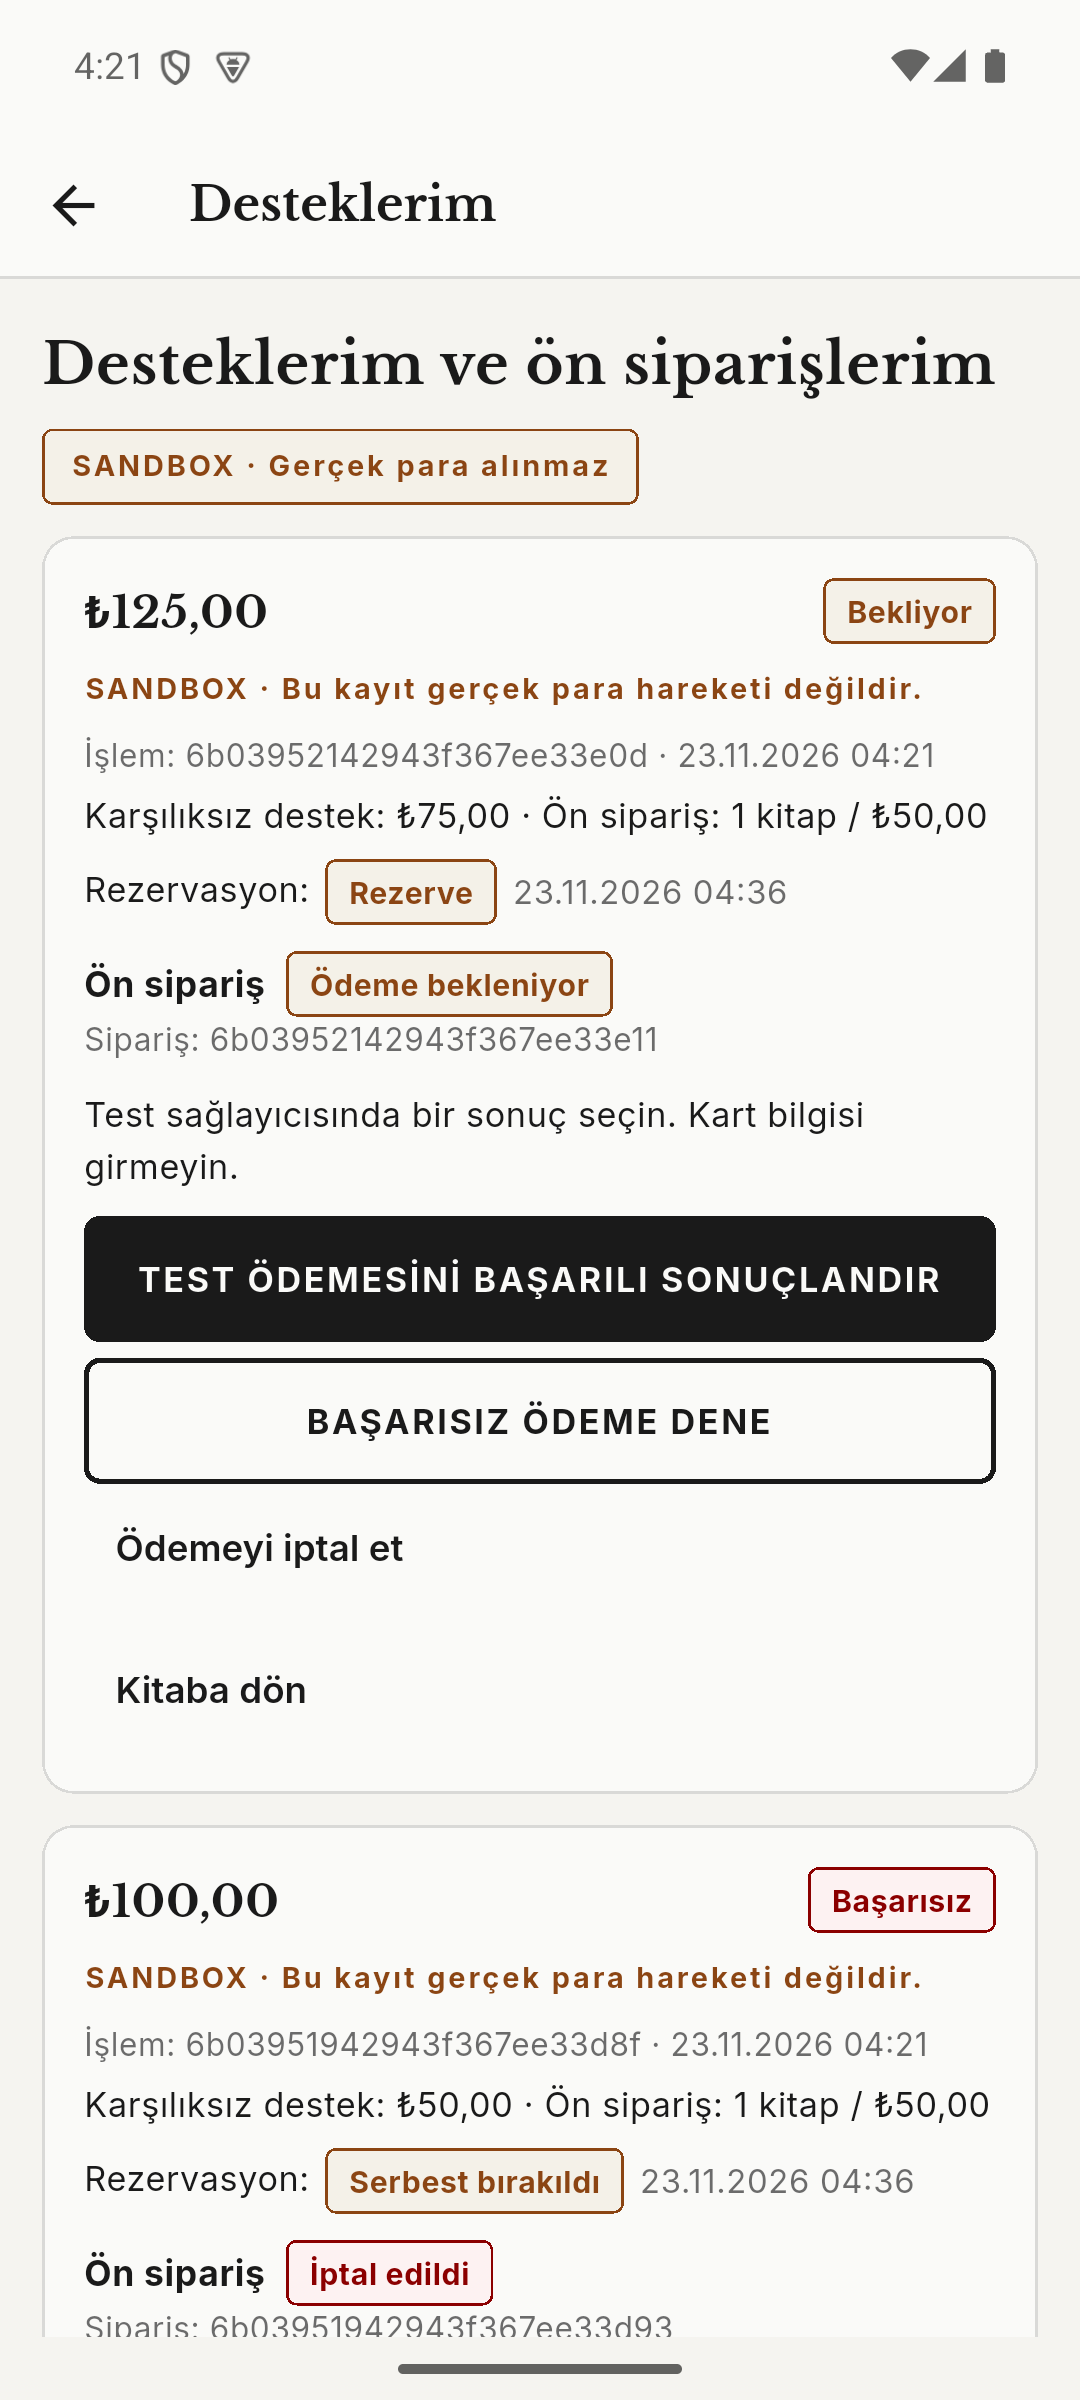 4:21
Desteklerim
Desteklerim ve ön siparişlerim
SANDBOX · Gerçek para alınmaz
₺125,00
Bekliyor
SANDBOX · Bu kayıt gerçek para hareketi değildir.
İşlem: 6b03952142943f367ee33e0d · 23.11.2026 04:21
Karşılıksız destek: ₺75,00 · Ön sipariş: 1 kitap / ₺50,00
Rezervasyon: Rezerve 23.11.2026 04:36
Ön sipariş Ödeme bekleniyor
Sipariş: 6b03952142943f367ee33e11
Test sağlayıcısında bir sonuç seçin. Kart bilgisi
girmeyin.
TEST ÖDEMESİNİ BAŞARILI SONUÇLANDIR
BAŞARISIZ ÖDEME DENE
Ödemeyi iptal et
Kitaba dön
₺100,00
Başarısız
SANDBOX · Bu kayıt gerçek para hareketi değildir.
İşlem: 6b03951942943f367ee33d8f · 23.11.2026 04:21
Karşılıksız destek: ₺50,00 · Ön sipariş: 1 kitap / ₺50,00
Rezervasyon: Serbest bırakıldı 23.11.2026 04:36
Ön sipariş İptal edildi
Sipariş: 6b03951942943f367ee33d93